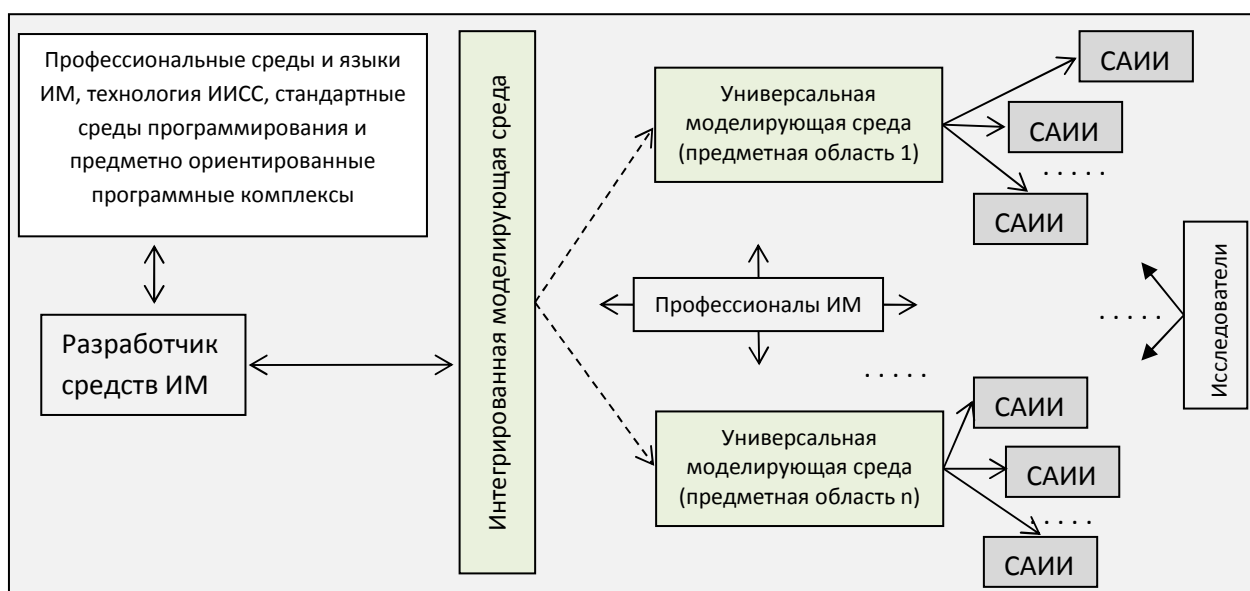 Профессиональные среды и языки
ИМ, технология ИИСС, стандартные
среды программирования и
предметно ориентированные
программные комплексы
Разработчик
средств ИМ
Интегрированная моделирующая среда
Универсальная
моделирующая среда
(предметная область 1)
САИИ
САИИ
. . . . .
САИИ
Профессионалы ИМ
. . . . .
. . . . .
Исследователи
Универсальная
моделирующая среда
(предметная область n)
САИИ
САИИ
. . . . .
САИИ